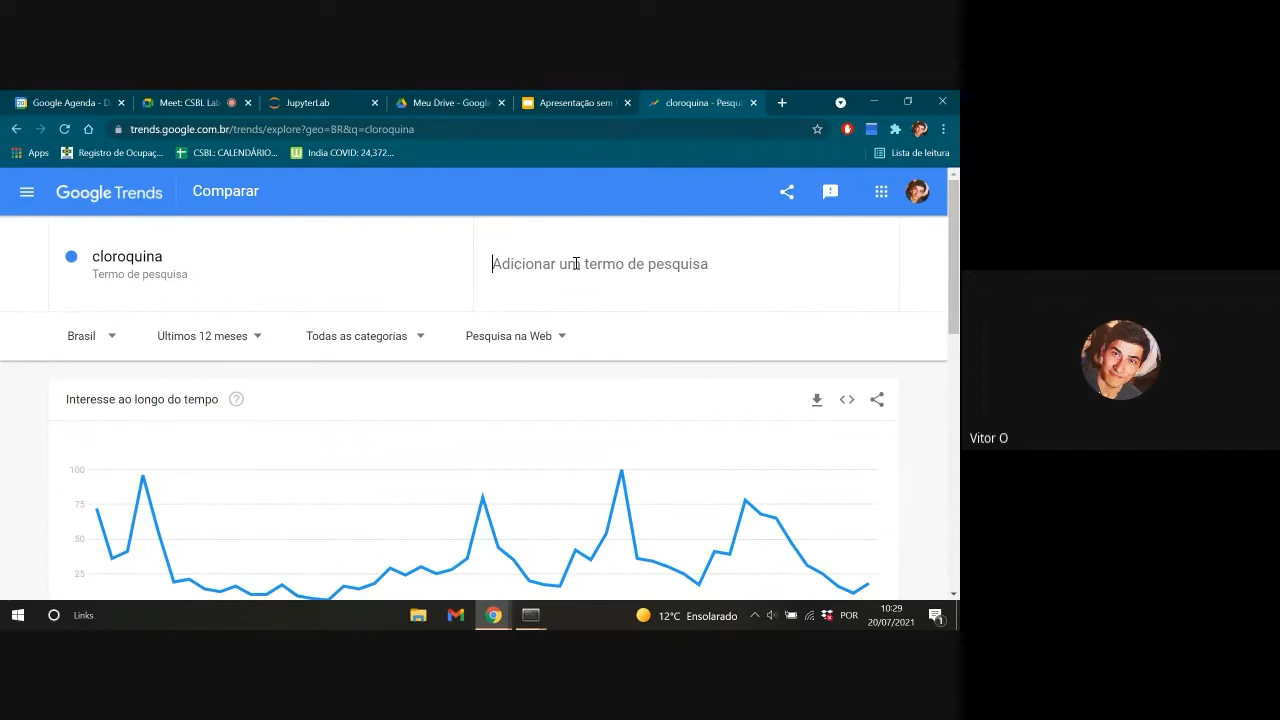 Google Agenda - D
Meet: CSBL Lab
JupyterLab
Meu Drive - Google
Apresentação sem
cloroquina - Pesqui
trends.google.com.br/trends/explore?geo=BR&q=cloroquina
Apps
Registro de Ocupaç...
CSBL: CALENDÁRIO...
India COVID: 24,372...
Lista de leitura
Google Trends
Comparar
cloroquina
Termo de pesquisa
Adicionar um termo de pesquisa
Brasil
Últimos 12 meses
Todas as categorias
Pesquisa na Web
Interesse ao longo do tempo
100
75
50
25
Vitor O
Links
12°C Ensolarado
POR
10:29
20/07/2021
1